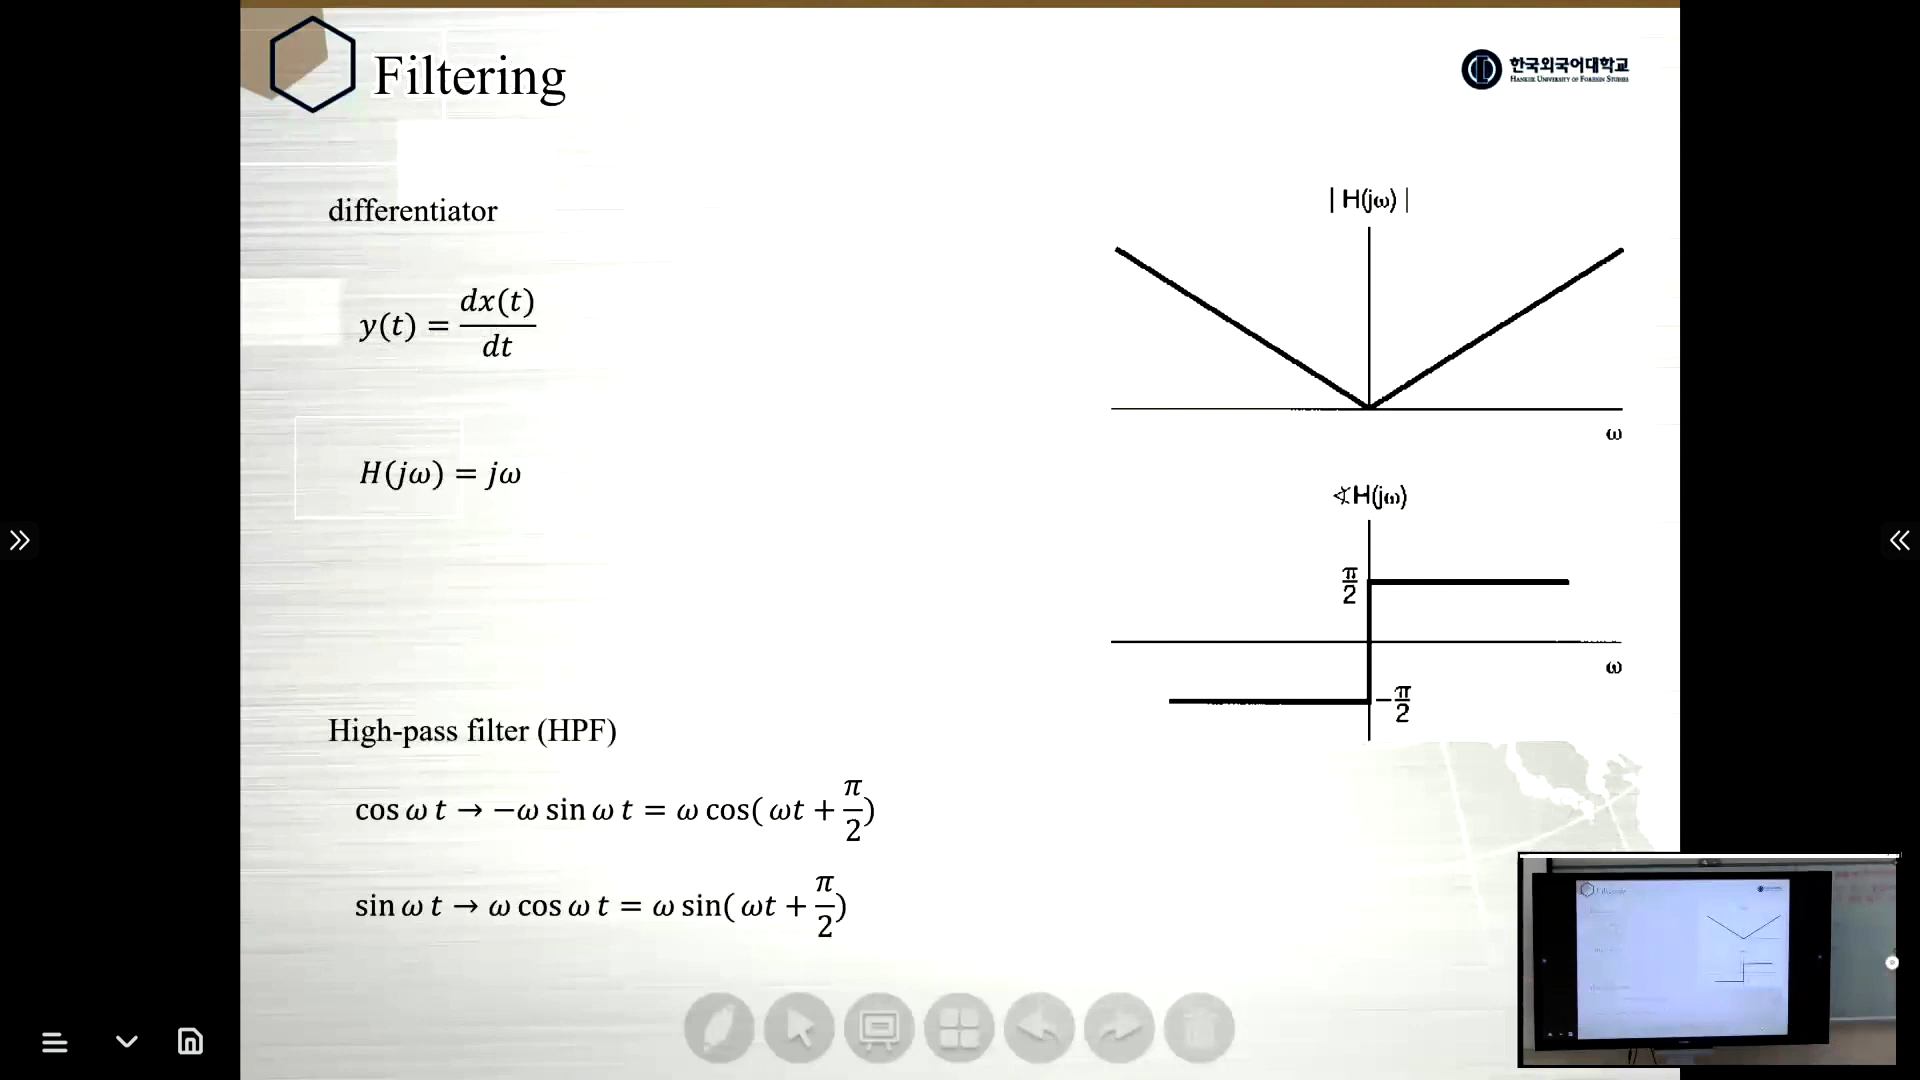 Filtering
한국외국어대학교
HANKUK UNIVERSITY OF FOREIGN STUDIES
differentiator
y(t) = dx(t)/dt
H(jω) = jω
| H(jω) |
ω
∢H(jω)
π/2
ω
−π/2
High-pass filter (HPF)
cos ω t → −ω sin ω t = ω cos( ωt + π/2)
sin ω t → ω cos ω t = ω sin( ωt + π/2)